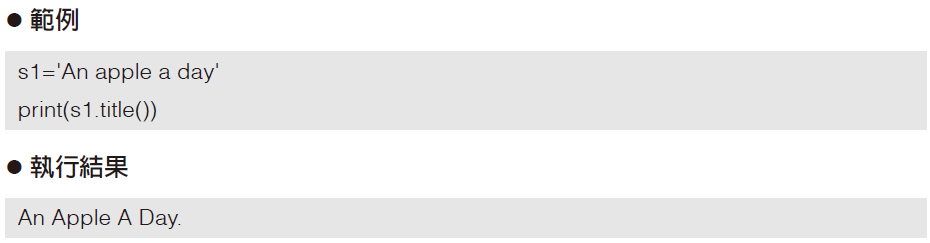 ● 範例
s1='An apple a day'
print(s1.title())
● 執行結果
An Apple A Day.